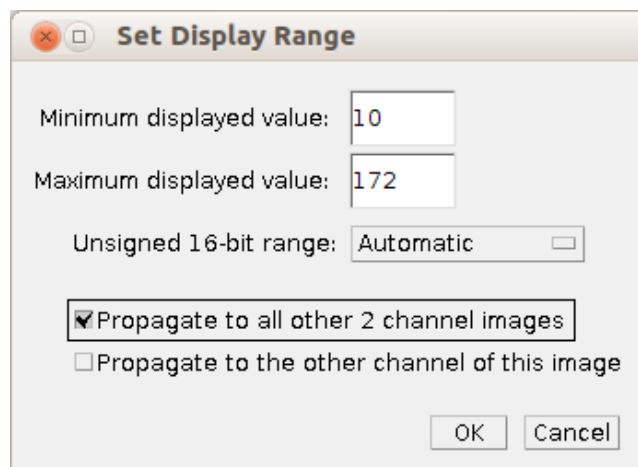 Set Display Range
Minimum displayed value: 10
Maximum displayed value: 172
Unsigned 16-bit range: Automatic
Propagate to all other 2 channel images
Propagate to the other channel of this image
OK Cancel